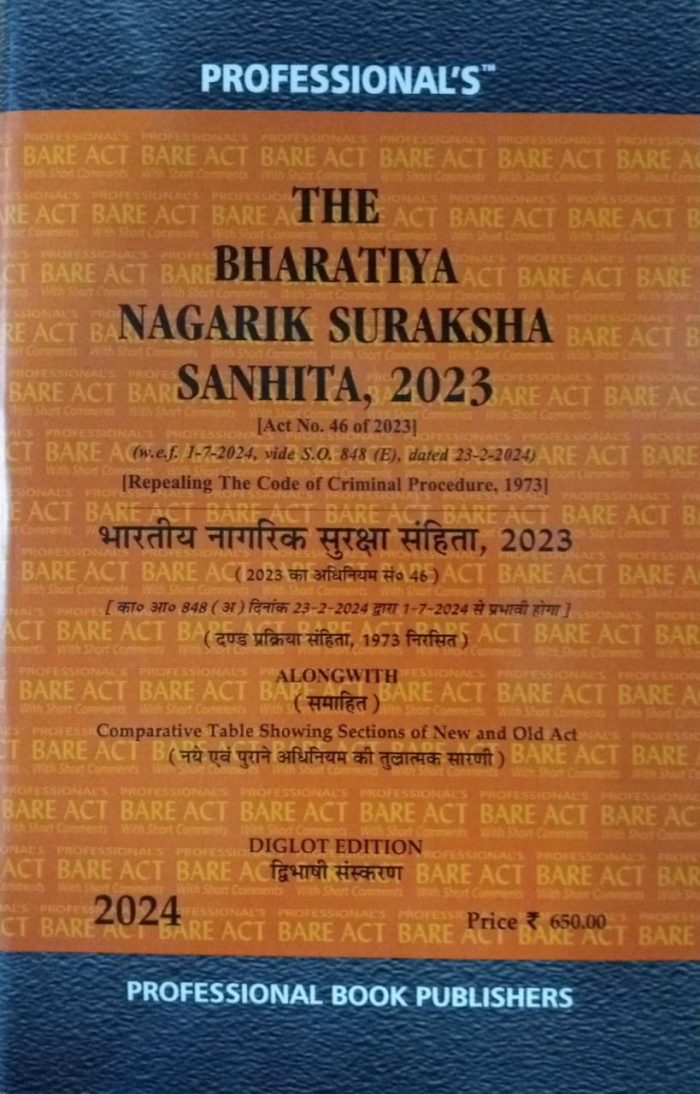 PROFESSIONAL'S™
THE
BHARATIYA
NAGARIK SURAKSHA
SANHITA, 2023
[Act No. 46 of 2023]
(w.e.f. 1-7-2024, vide S.O. 848 (E), dated 23-2-2024)
[Repealing The Code of Criminal Procedure, 1973]
भारतीय नागरिक सुरक्षा संहिता, 2023
( 2023 का अधिनियम सं० 46 )
[ का० आ० 848 ( अ ) दिनांक 23-2-2024 द्वारा 1-7-2024 से प्रभावी होगा ]
( दण्ड प्रक्रिया संहिता, 1973 निरसित )
ALONGWITH
( समाहित )
Comparative Table Showing Sections of New and Old Act
( नये एवं पुराने अधिनियम की तुलात्मक सारणी )
DIGLOT EDITION
द्विभाषी संस्करण
2024
Price ₹ 650.00
PROFESSIONAL BOOK PUBLISHERS